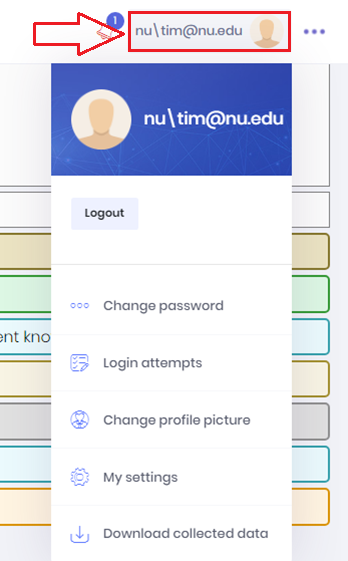 1
nu\tim@nu.edu
nu\tim@nu.edu
Logout
ent kno
Change password
Login attempts
Change profile picture
My settings
Download collected data